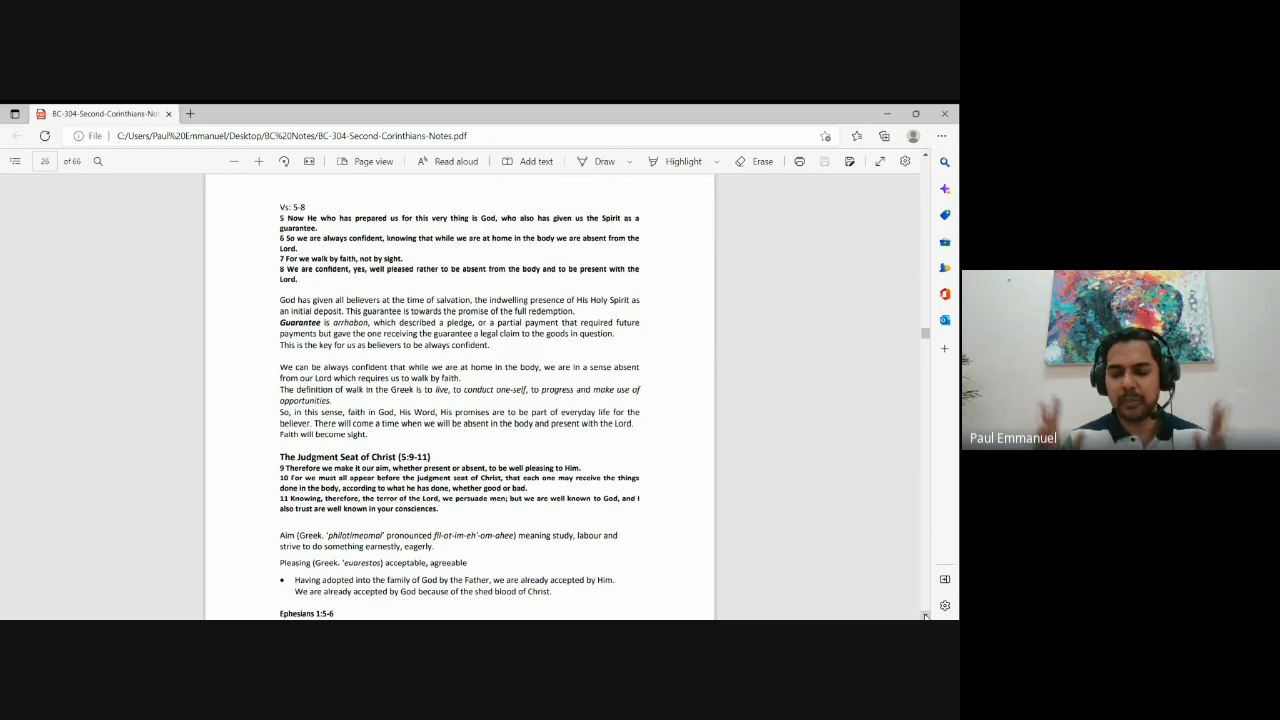 BC-304-Second-Corinthians-Not
File
C:/Users/Paul%20Emmanuel/Desktop/BC%20Notes/BC-304-Second-Corinthians-Notes.pdf
26 of 66
Page view
Read aloud
Add text
Draw
Highlight
Erase
Vs: 5-8
5 Now He who has prepared us for this very thing is God, who also has given us the Spirit as a
guarantee.
6 So we are always confident, knowing that while we are at home in the body we are absent from the
Lord.
7 For we walk by faith, not by sight.
8 We are confident, yes, well pleased rather to be absent from the body and to be present with the
Lord.
God has given all believers at the time of salvation, the indwelling presence of His Holy Spirit as
an initial deposit. This guarantee is towards the promise of the full redemption.
Guarantee is arrhabon, which described a pledge, or a partial payment that required future
payments but gave the one receiving the guarantee a legal claim to the goods in question.
This is the key for us as believers to be always confident.
We can be always confident that while we are at home in the body, we are in a sense absent
from our Lord which requires us to walk by faith.
The definition of walk in the Greek is to live, to conduct one-self, to progress and make use of
opportunities.
So, in this sense, faith in God, His Word, His promises are to be part of everyday life for the
believer. There will come a time when we will be absent in the body and present with the Lord.
Faith will become sight.
The Judgment Seat of Christ (5:9-11)
9 Therefore we make it our aim, whether present or absent, to be well pleasing to Him.
10 For we must all appear before the judgment seat of Christ, that each one may receive the things
done in the body, according to what he has done, whether good or bad.
11 Knowing, therefore, the terror of the Lord, we persuade men; but we are well known to God, and I
also trust are well known in your consciences.
Aim (Greek. 'philotimeomai' pronounced fil-ot-im-eh'-om-ahee) meaning study, labour and
strive to do something earnestly, eagerly.
Pleasing (Greek. 'euarestos) acceptable, agreeable
• Having adopted into the family of God by the Father, we are already accepted by Him.
We are already accepted by God because of the shed blood of Christ.
Ephesians 1:5-6
Paul Emmanuel